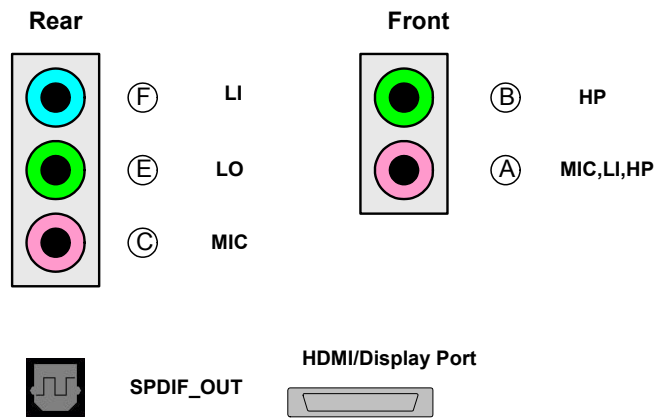 Rear
Front
F LI
B HP
E LO
A MIC,LI,HP
C MIC
HDMI/Display Port
SPDIF_OUT